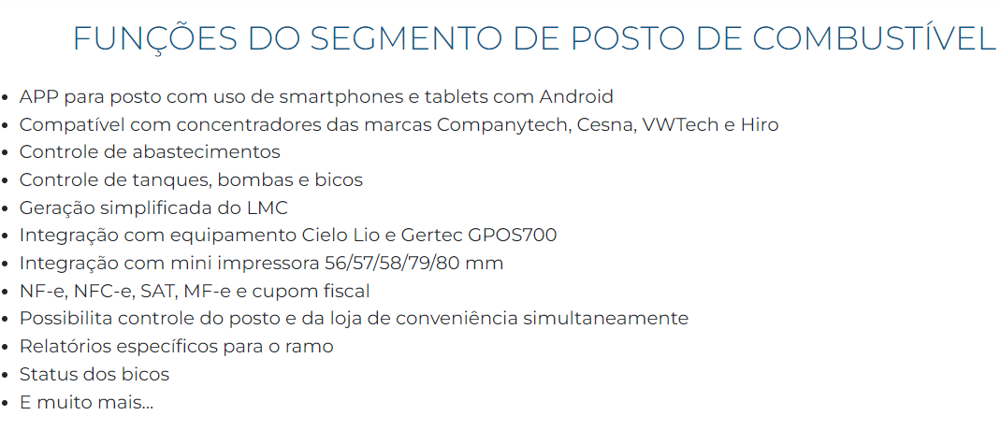 FUNÇÕES DO SEGMENTO DE POSTO DE COMBUSTÍVEL
• APP para posto com uso de smartphones e tablets com Android
• Compatível com concentradores das marcas Companytech, Cesna, VWTech e Hiro
• Controle de abastecimentos
• Controle de tanques, bombas e bicos
• Geração simplificada do LMC
• Integração com equipamento Cielo Lio e Gertec GPOS700
• Integração com mini impressora 56/57/58/79/80 mm
• NF-e, NFC-e, SAT, MF-e e cupom fiscal
• Possibilita controle do posto e da loja de conveniência simultaneamente
• Relatórios específicos para o ramo
• Status dos bicos
• E muito mais...